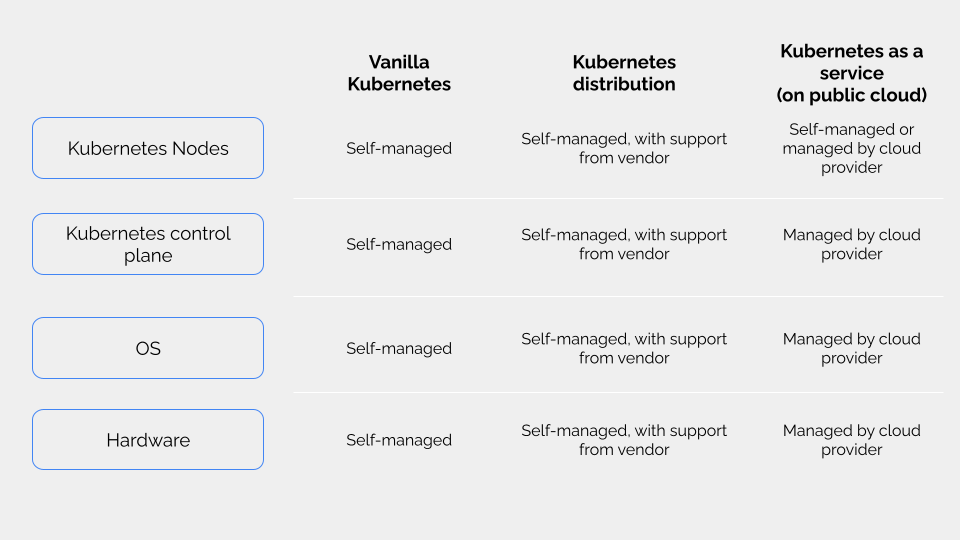 Vanilla
Kubernetes
Kubernetes
distribution
Kubernetes as a
service
(on public cloud)
Kubernetes Nodes
Self-managed
Self-managed, with support
from vendor
Self-managed or
managed by cloud
provider
Kubernetes control
plane
Self-managed
Self-managed, with support
from vendor
Managed by cloud
provider
OS
Self-managed
Self-managed, with support
from vendor
Managed by cloud
provider
Hardware
Self-managed
Self-managed, with support
from vendor
Managed by cloud
provider